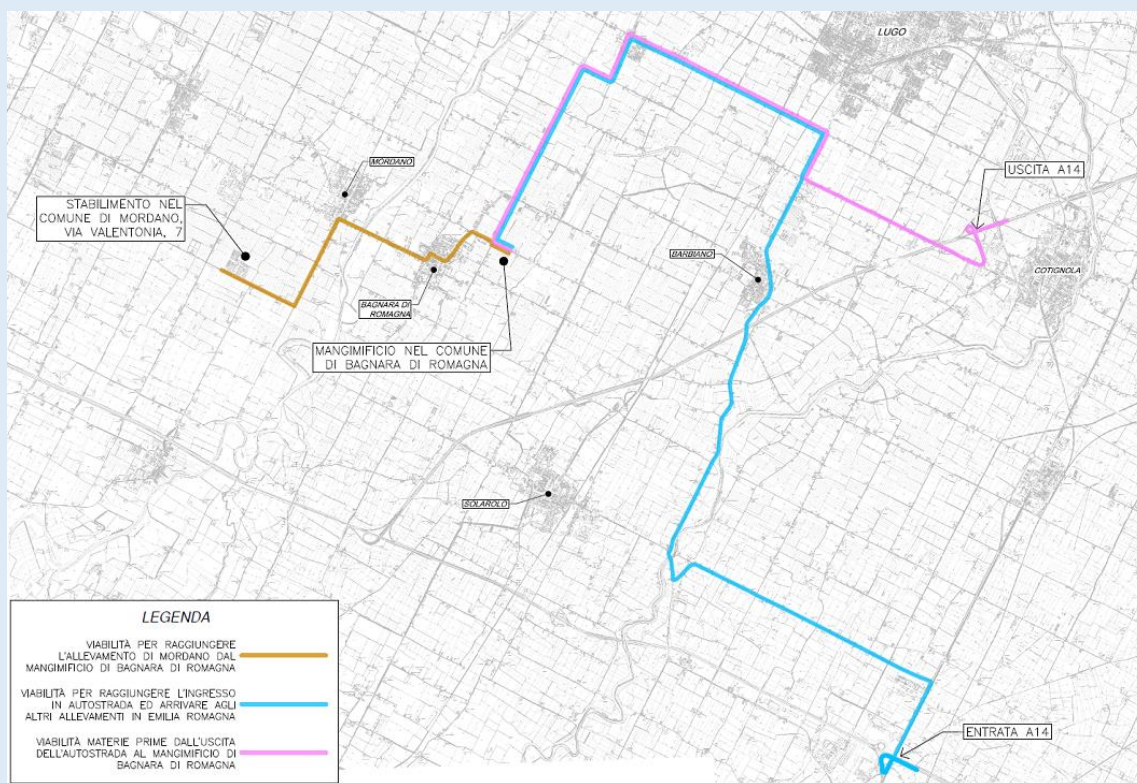 LUGO
MORDANO
USCITA A14
STABILIMENTO NEL
COMUNE DI MORDANO,
VIA VALENTONIA, 7
BARBIANO
COTIGNOLA
BAGNARA DI
ROMAGNA
MANGIMIFICIO NEL COMUNE
DI BAGNARA DI ROMAGNA
SOLAROLO
LEGENDA
VIABILITÀ PER RAGGIUNGERE
L'ALLEVAMENTO DI MORDANO DAL
MANGIMIFICIO DI BAGNARA DI ROMAGNA
VIABILITÀ PER RAGGIUNGERE L'INGRESSO
IN AUTOSTRADA ED ARRIVARE AGLI
ALTRI ALLEVAMENTI IN EMILIA ROMAGNA
VIABILITÀ MATERIE PRIME DALL'USCITA
DELL'AUTOSTRADA AL MANGIMIFICIO DI
BAGNARA DI ROMAGNA
ENTRATA A14